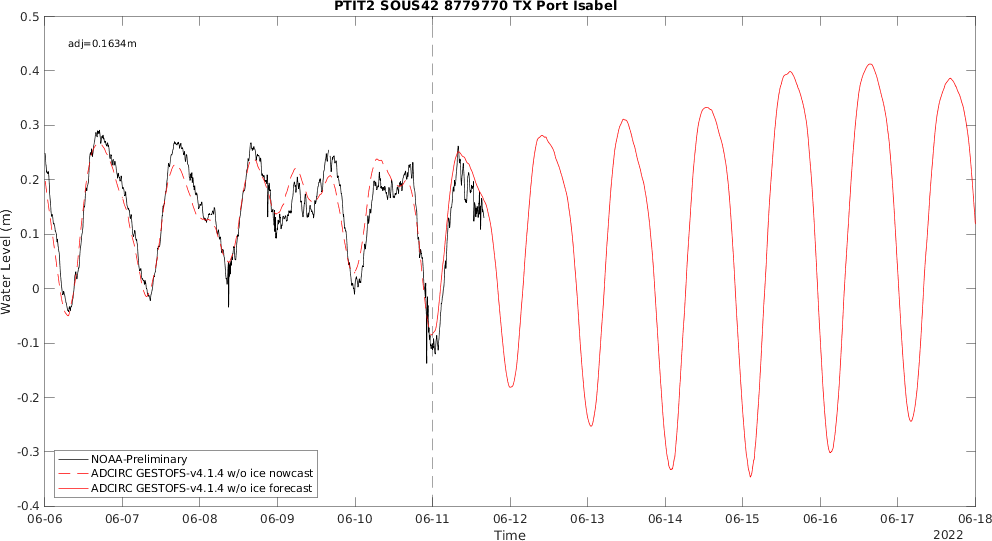 PTIT2 SOUS42 8779770 TX Port Isabel
0.5
adj=0.1634m
0.4
0.3
0.2
0.1
0
-0.1
-0.2
-0.3
-0.4
Water Level (m)
NOAA-Preliminary
ADCIRC GESTOFS-v4.1.4 w/o ice nowcast
ADCIRC GESTOFS-v4.1.4 w/o ice forecast
06-06 06-07 06-08 06-09 06-10 06-11 06-12 06-13 06-14 06-15 06-16 06-17 06-18
Time
2022